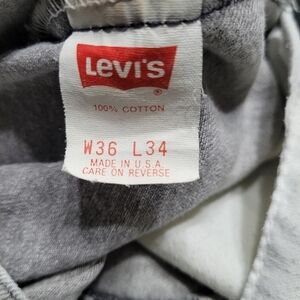 Levi's
®
100% COTTON
W36 L34
MADE IN U.S.A.
CARE ON REVERSE